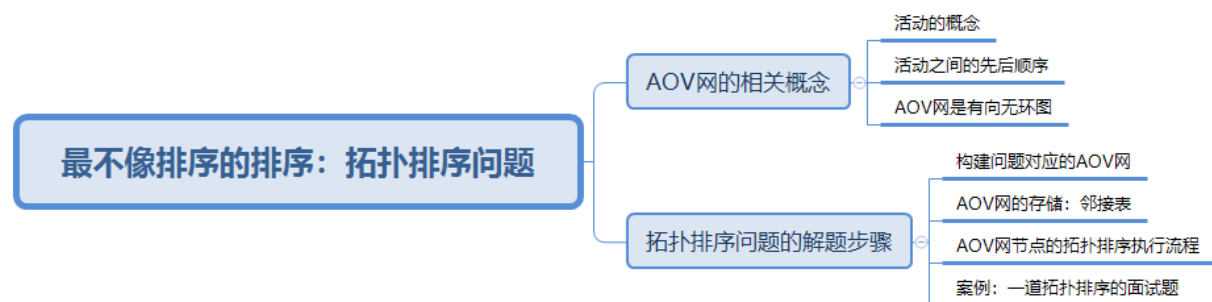 最不像排序的排序：拓扑排序问题
AOV网的相关概念
活动的概念
活动之间的先后顺序
AOV网是有向无环图
拓扑排序问题的解题步骤
构建问题对应的AOV网
AOV网的存储：邻接表
AOV网节点的拓扑排序执行流程
案例：一道拓扑排序的面试题